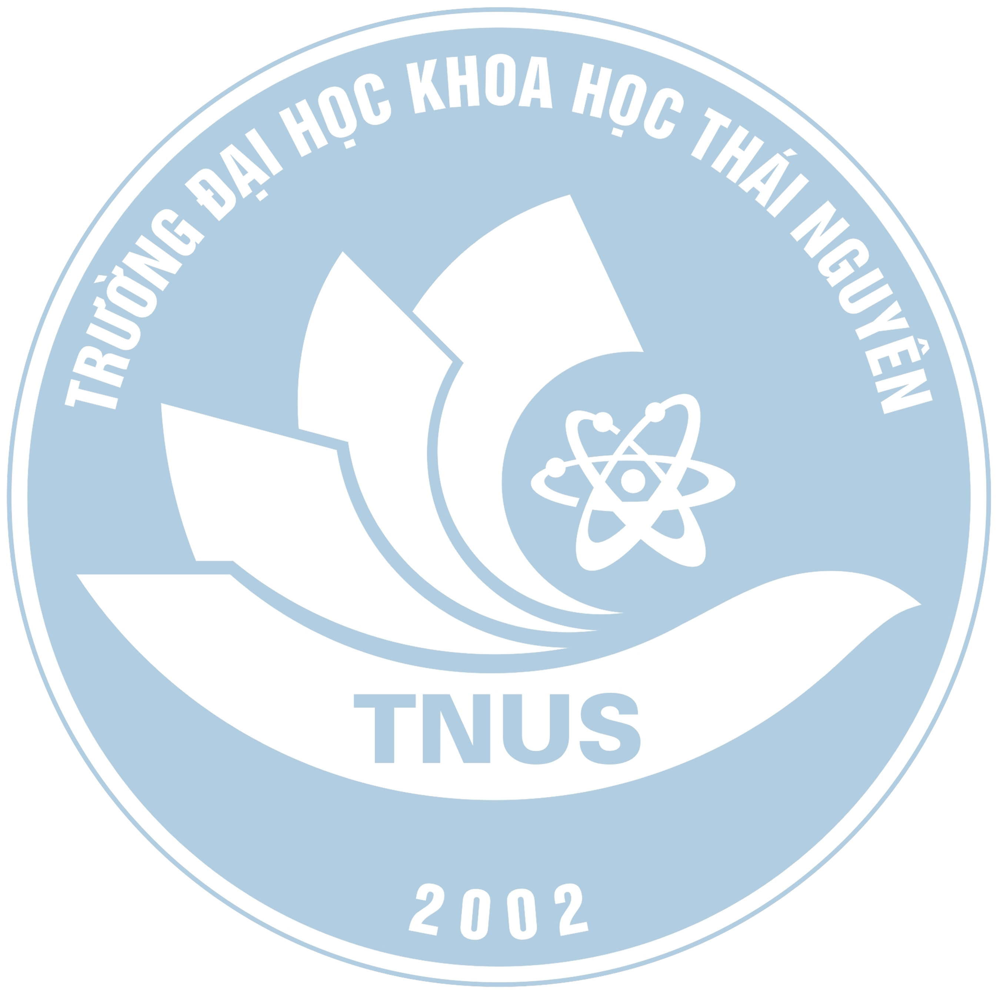 TRƯỜNG ĐẠI HỌC KHOA HỌC THÁI NGUYÊN
TNUS
2002